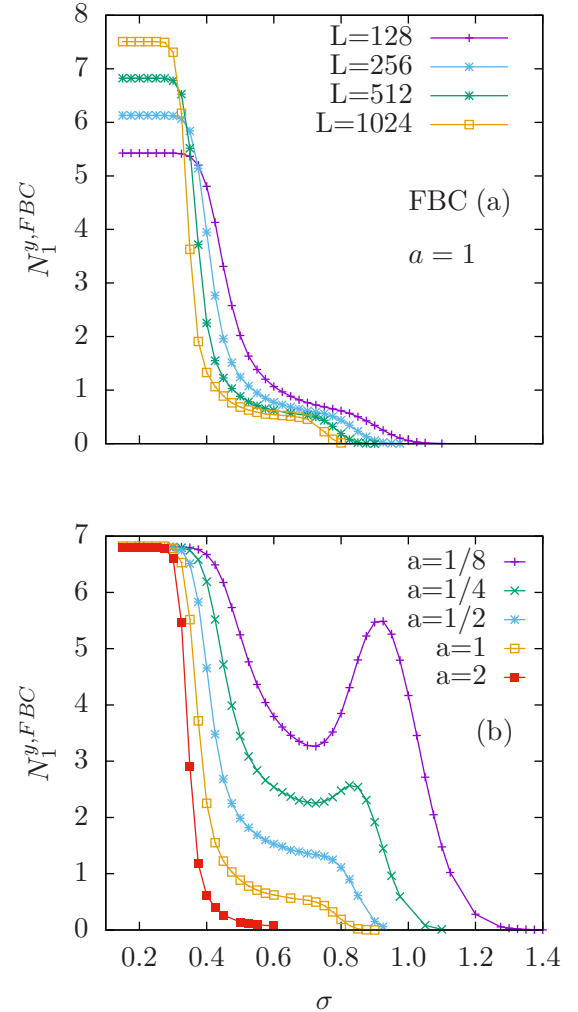 8
7
6
5
4
3
2
1
0
N_1^{y,FBC}
L=128
L=256
L=512
L=1024
FBC (a)
a = 1
7
6
5
4
3
2
1
0
N_1^{y,FBC}
a=1/8
a=1/4
a=1/2
a=1
a=2
(b)
0.2 0.4 0.6 0.8 1.0 1.2 1.4
σ